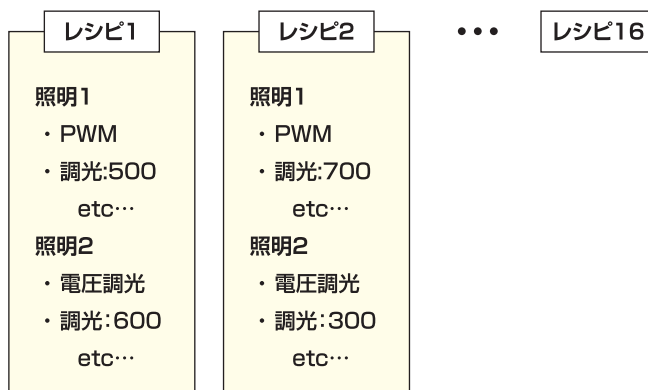 レシピ1
照明1
・PWM
・調光:500
etc…
照明2
・電圧調光
・調光:600
etc…
レシピ2
照明1
・PWM
・調光:700
etc…
照明2
・電圧調光
・調光:300
etc…
•••
レシピ16